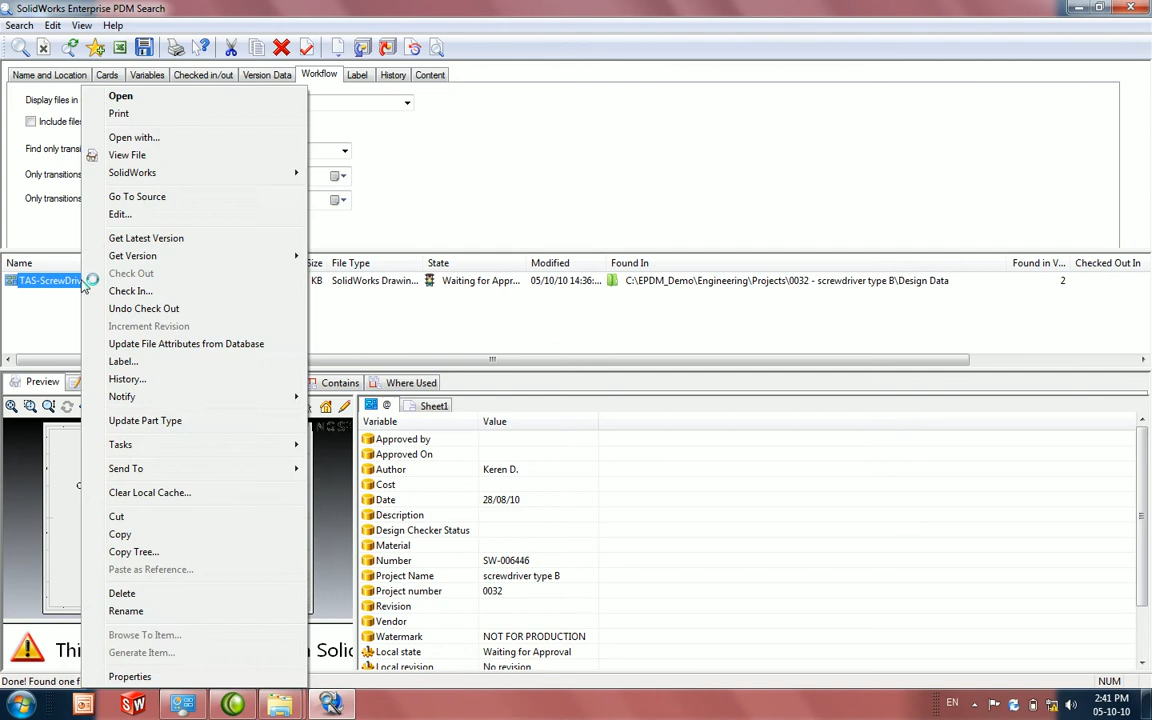 SolidWorks Enterprise PDM Search
Search Edit View Help
Name and Location Cards Variables Checked in/out Version Data Workflow Label History Content
Display files in
Include files
Find only transi
Only transitions
Only transitions
Open
Print
Open with...
View File
SolidWorks
Go To Source
Edit...
Get Latest Version
Get Version
Check Out
Check In...
Undo Check Out
Increment Revision
Update File Attributes from Database
Label...
History...
Notify
Update Part Type
Tasks
Send To
Clear Local Cache...
Cut
Copy
Copy Tree...
Paste as Reference...
Delete
Rename
Browse To Item...
Generate Item...
Properties
Name Size File Type State Modified Found In Found in V... Checked Out In
TAS-ScrewDriv KB SolidWorks Drawin... Waiting for Appr... 05/10/10 14:36:... C:\EPDM_Demo\Engineering\Projects\0032 - screwdriver type B\Design Data 2
Preview Contains Where Used
@ Sheet1
Variable Value
Approved by
Approved On
Author Keren D.
Cost
Date 28/08/10
Description
Design Checker Status
Material
Number SW-006446
Project Name screwdriver type B
Project number 0032
Revision
Vendor
Watermark NOT FOR PRODUCTION
Local state Waiting for Approval
Local revision No revision
Thi Solid
Done! Found one f NUM
EN 2:41 PM
05-10-10